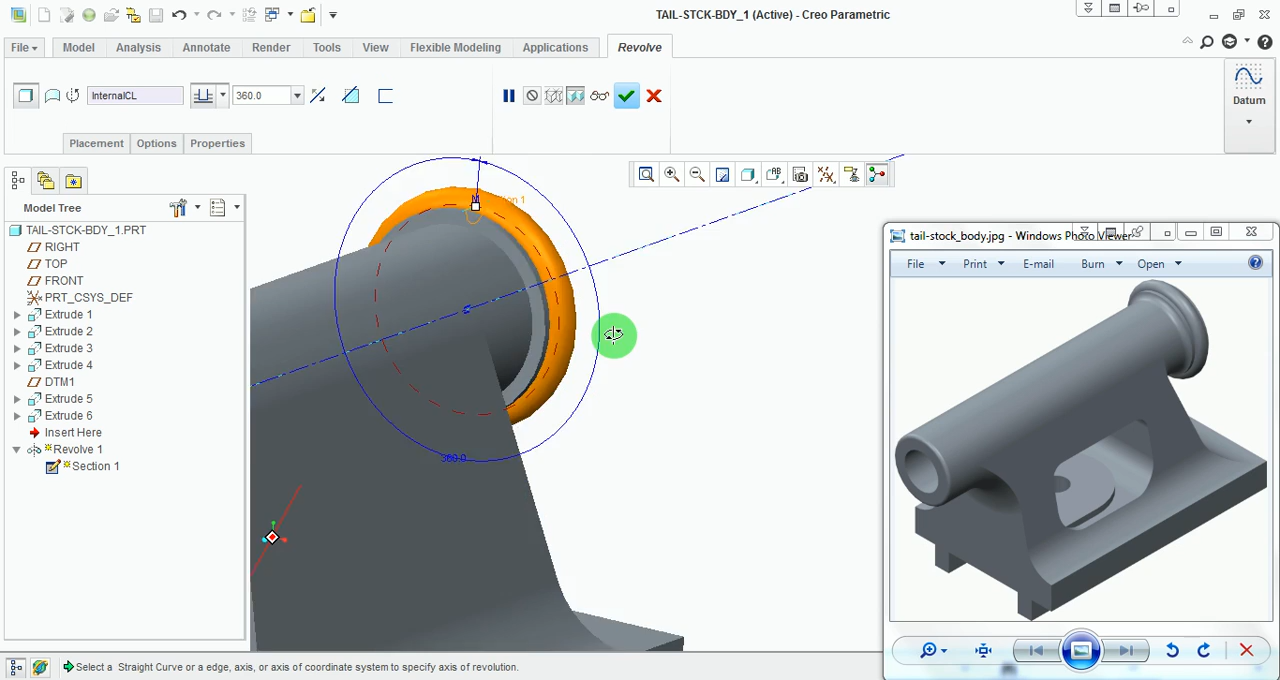 TAIL-STCK-BDY_1 (Active) - Creo Parametric
File Model Analysis Annotate Render Tools View Flexible Modeling Applications Revolve
InternalCL 360.0
Datum
Placement Options Properties
Model Tree
TAIL-STCK-BDY_1.PRT
RIGHT
TOP
FRONT
PRT_CSYS_DEF
Extrude 1
Extrude 2
Extrude 3
Extrude 4
DTM1
Extrude 5
Extrude 6
Insert Here
Revolve 1
Section 1
360.0
tail-stock_body.jpg - Windows Photo Viewer
File Print E-mail Burn Open
Select a Straight Curve or a edge, axis, or axis of coordinate system to specify axis of revolution.